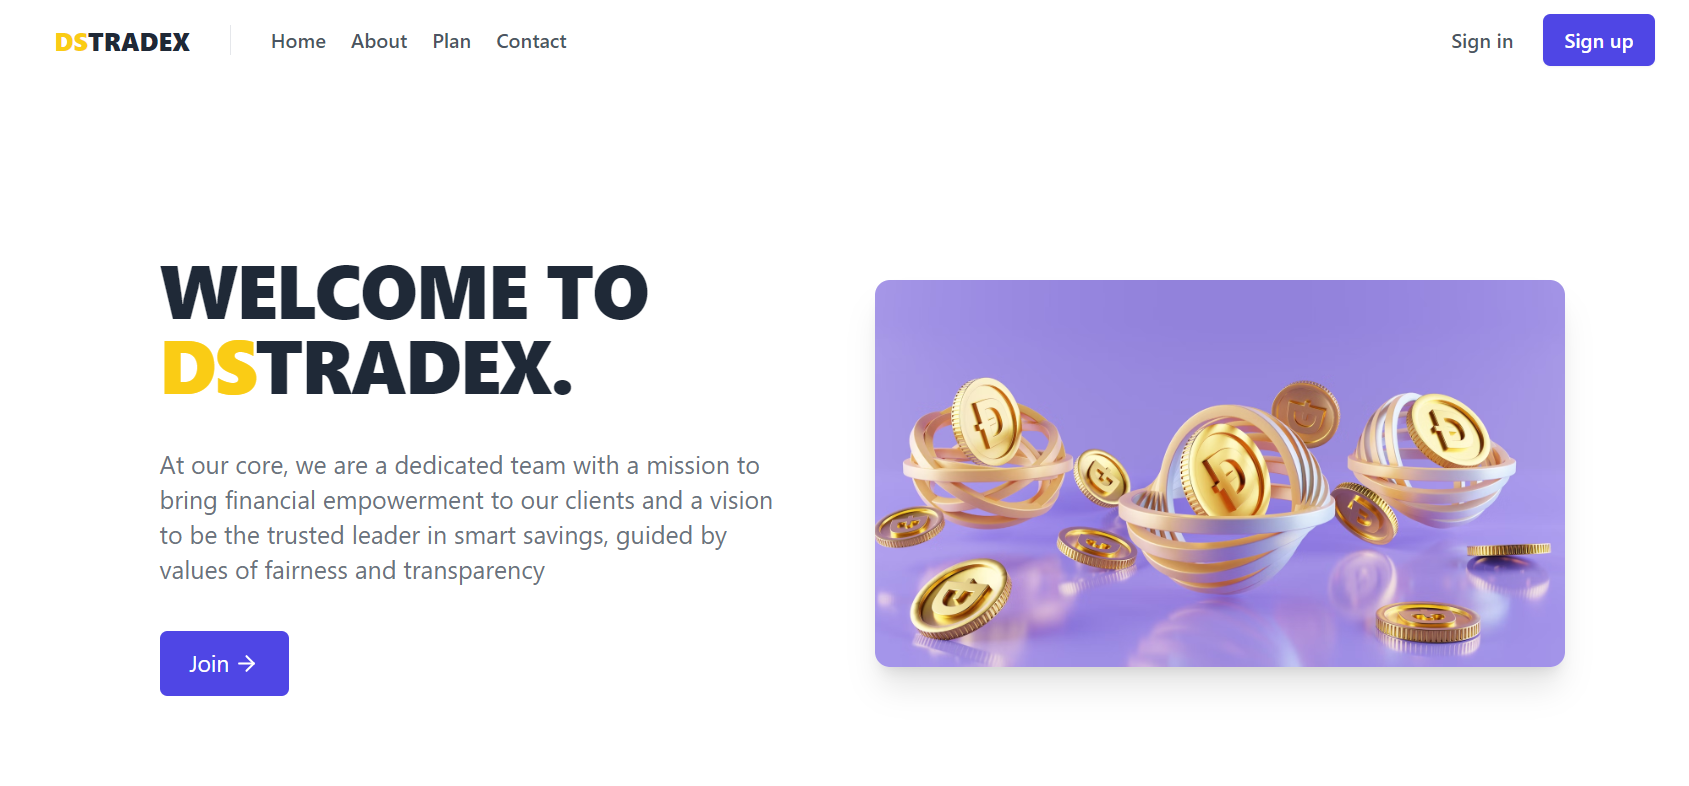 DSTRADEX
Home About Plan Contact
Sign in
Sign up
WELCOME TO
DSTRADEX.
At our core, we are a dedicated team with a mission to
bring financial empowerment to our clients and a vision
to be the trusted leader in smart savings, guided by
values of fairness and transparency
Join →